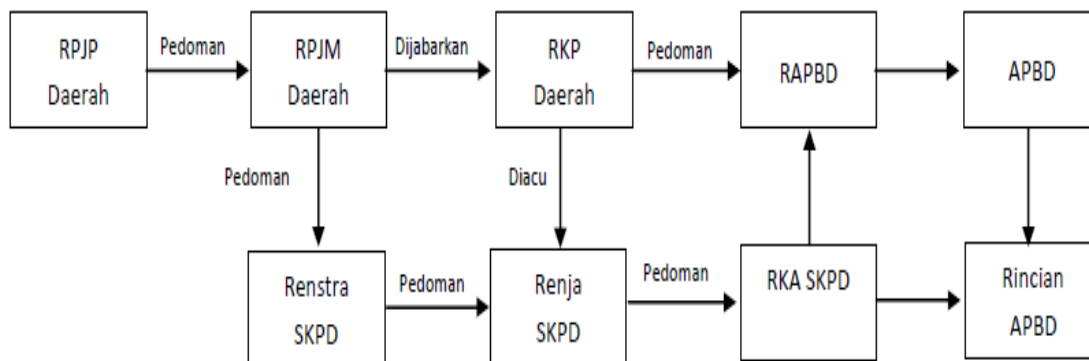 RPJP
Daerah
Pedoman
RPJM
Daerah
Dijabarkan
RKP
Daerah
Pedoman
RAPBD
APBD
Pedoman
Diacu
Renstra
SKPD
Pedoman
Renja
SKPD
Pedoman
RKA SKPD
Rincian
APBD